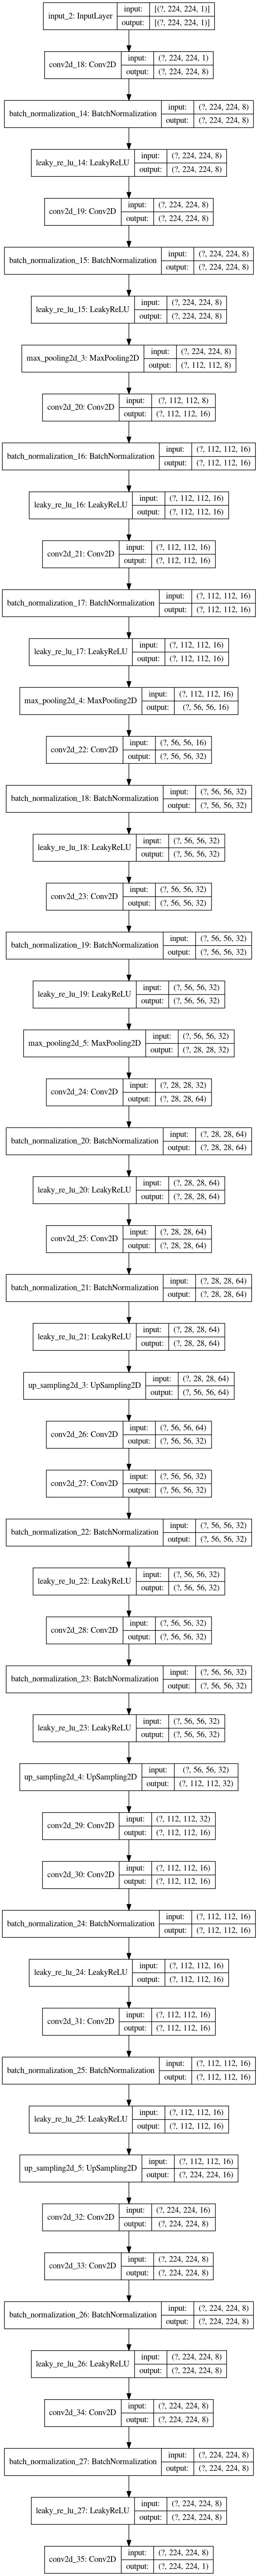 input_2: InputLayer
input: [(?, 224, 224, 1)]
output: [(?, 224, 224, 1)]
conv2d_18: Conv2D
input: (?, 224, 224, 1)
output: (?, 224, 224, 8)
batch_normalization_14: BatchNormalization
input: (?, 224, 224, 8)
output: (?, 224, 224, 8)
leaky_re_lu_14: LeakyReLU
input: (?, 224, 224, 8)
output: (?, 224, 224, 8)
conv2d_19: Conv2D
input: (?, 224, 224, 8)
output: (?, 224, 224, 8)
batch_normalization_15: BatchNormalization
input: (?, 224, 224, 8)
output: (?, 224, 224, 8)
leaky_re_lu_15: LeakyReLU
input: (?, 224, 224, 8)
output: (?, 224, 224, 8)
max_pooling2d_3: MaxPooling2D
input: (?, 224, 224, 8)
output: (?, 112, 112, 8)
conv2d_20: Conv2D
input: (?, 112, 112, 8)
output: (?, 112, 112, 16)
batch_normalization_16: BatchNormalization
input: (?, 112, 112, 16)
output: (?, 112, 112, 16)
leaky_re_lu_16: LeakyReLU
input: (?, 112, 112, 16)
output: (?, 112, 112, 16)
conv2d_21: Conv2D
input: (?, 112, 112, 16)
output: (?, 112, 112, 16)
batch_normalization_17: BatchNormalization
input: (?, 112, 112, 16)
output: (?, 112, 112, 16)
leaky_re_lu_17: LeakyReLU
input: (?, 112, 112, 16)
output: (?, 112, 112, 16)
max_pooling2d_4: MaxPooling2D
input: (?, 112, 112, 16)
output: (?, 56, 56, 16)
conv2d_22: Conv2D
input: (?, 56, 56, 16)
output: (?, 56, 56, 32)
batch_normalization_18: BatchNormalization
input: (?, 56, 56, 32)
output: (?, 56, 56, 32)
leaky_re_lu_18: LeakyReLU
input: (?, 56, 56, 32)
output: (?, 56, 56, 32)
conv2d_23: Conv2D
input: (?, 56, 56, 32)
output: (?, 56, 56, 32)
batch_normalization_19: BatchNormalization
input: (?, 56, 56, 32)
output: (?, 56, 56, 32)
leaky_re_lu_19: LeakyReLU
input: (?, 56, 56, 32)
output: (?, 56, 56, 32)
max_pooling2d_5: MaxPooling2D
input: (?, 56, 56, 32)
output: (?, 28, 28, 32)
conv2d_24: Conv2D
input: (?, 28, 28, 32)
output: (?, 28, 28, 64)
batch_normalization_20: BatchNormalization
input: (?, 28, 28, 64)
output: (?, 28, 28, 64)
leaky_re_lu_20: LeakyReLU
input: (?, 28, 28, 64)
output: (?, 28, 28, 64)
conv2d_25: Conv2D
input: (?, 28, 28, 64)
output: (?, 28, 28, 64)
batch_normalization_21: BatchNormalization
input: (?, 28, 28, 64)
output: (?, 28, 28, 64)
leaky_re_lu_21: LeakyReLU
input: (?, 28, 28, 64)
output: (?, 28, 28, 64)
up_sampling2d_3: UpSampling2D
input: (?, 28, 28, 64)
output: (?, 56, 56, 64)
conv2d_26: Conv2D
input: (?, 56, 56, 64)
output: (?, 56, 56, 32)
conv2d_27: Conv2D
input: (?, 56, 56, 32)
output: (?, 56, 56, 32)
batch_normalization_22: BatchNormalization
input: (?, 56, 56, 32)
output: (?, 56, 56, 32)
leaky_re_lu_22: LeakyReLU
input: (?, 56, 56, 32)
output: (?, 56, 56, 32)
conv2d_28: Conv2D
input: (?, 56, 56, 32)
output: (?, 56, 56, 32)
batch_normalization_23: BatchNormalization
input: (?, 56, 56, 32)
output: (?, 56, 56, 32)
leaky_re_lu_23: LeakyReLU
input: (?, 56, 56, 32)
output: (?, 56, 56, 32)
up_sampling2d_4: UpSampling2D
input: (?, 56, 56, 32)
output: (?, 112, 112, 32)
conv2d_29: Conv2D
input: (?, 112, 112, 32)
output: (?, 112, 112, 16)
conv2d_30: Conv2D
input: (?, 112, 112, 16)
output: (?, 112, 112, 16)
batch_normalization_24: BatchNormalization
input: (?, 112, 112, 16)
output: (?, 112, 112, 16)
leaky_re_lu_24: LeakyReLU
input: (?, 112, 112, 16)
output: (?, 112, 112, 16)
conv2d_31: Conv2D
input: (?, 112, 112, 16)
output: (?, 112, 112, 16)
batch_normalization_25: BatchNormalization
input: (?, 112, 112, 16)
output: (?, 112, 112, 16)
leaky_re_lu_25: LeakyReLU
input: (?, 112, 112, 16)
output: (?, 112, 112, 16)
up_sampling2d_5: UpSampling2D
input: (?, 112, 112, 16)
output: (?, 224, 224, 16)
conv2d_32: Conv2D
input: (?, 224, 224, 16)
output: (?, 224, 224, 8)
conv2d_33: Conv2D
input: (?, 224, 224, 8)
output: (?, 224, 224, 8)
batch_normalization_26: BatchNormalization
input: (?, 224, 224, 8)
output: (?, 224, 224, 8)
leaky_re_lu_26: LeakyReLU
input: (?, 224, 224, 8)
output: (?, 224, 224, 8)
conv2d_34: Conv2D
input: (?, 224, 224, 8)
output: (?, 224, 224, 8)
batch_normalization_27: BatchNormalization
input: (?, 224, 224, 8)
output: (?, 224, 224, 8)
leaky_re_lu_27: LeakyReLU
input: (?, 224, 224, 8)
output: (?, 224, 224, 8)
conv2d_35: Conv2D
input: (?, 224, 224, 8)
output: (?, 224, 224, 1)